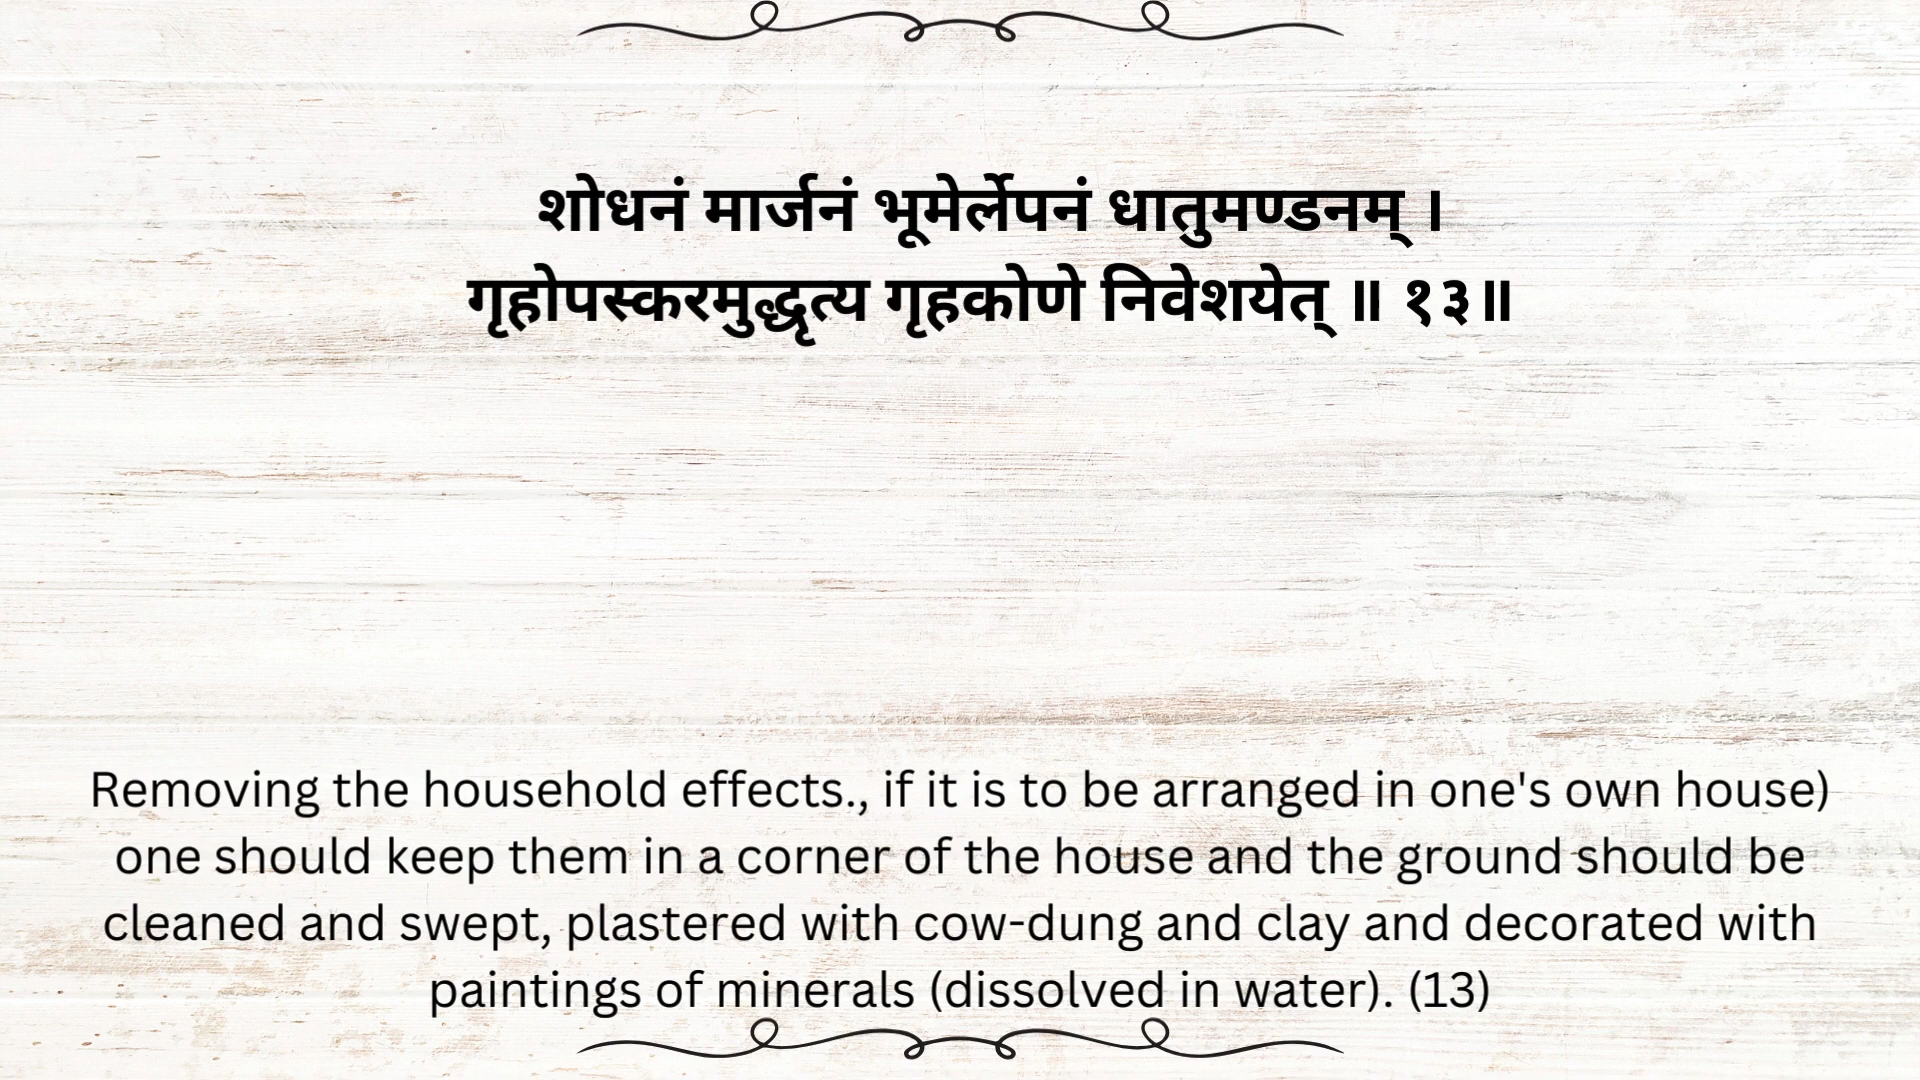 शोधनं मार्जनं भूमेर्लेपनं धातुमण्डनम् ।
गृहोपस्करमुद्धृत्य गृहकोणे निवेशयेत् ॥ १३॥
Removing the household effects., if it is to be arranged in one's own house)
one should keep them in a corner of the house and the ground should be
cleaned and swept, plastered with cow-dung and clay and decorated with
paintings of minerals (dissolved in water). (13)